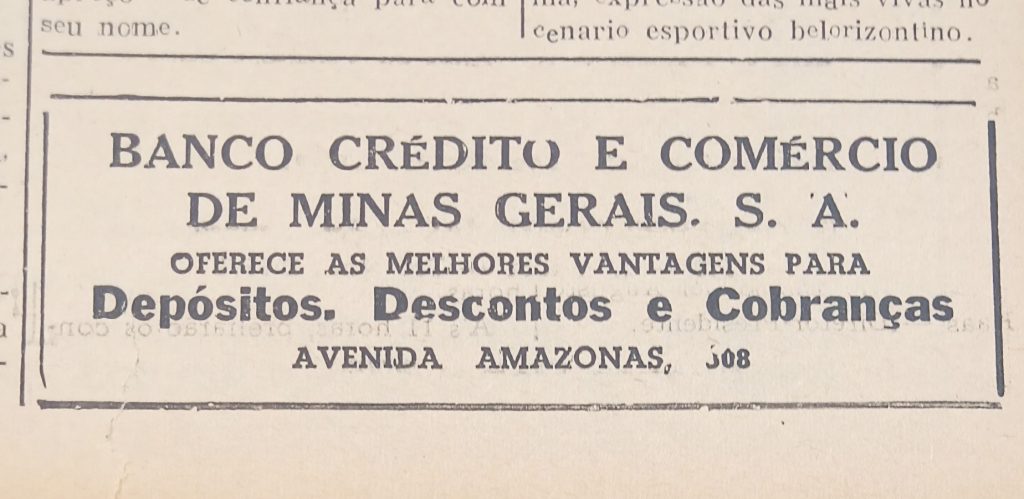 seu nome.
cenario esportivo belorizontino.
BANCO CRÉDITO E COMÉRCIO
DE MINAS GERAIS. S. A.
OFERECE AS MELHORES VANTAGENS PARA
Depósitos. Descontos e Cobranças
AVENIDA AMAZONAS, 308